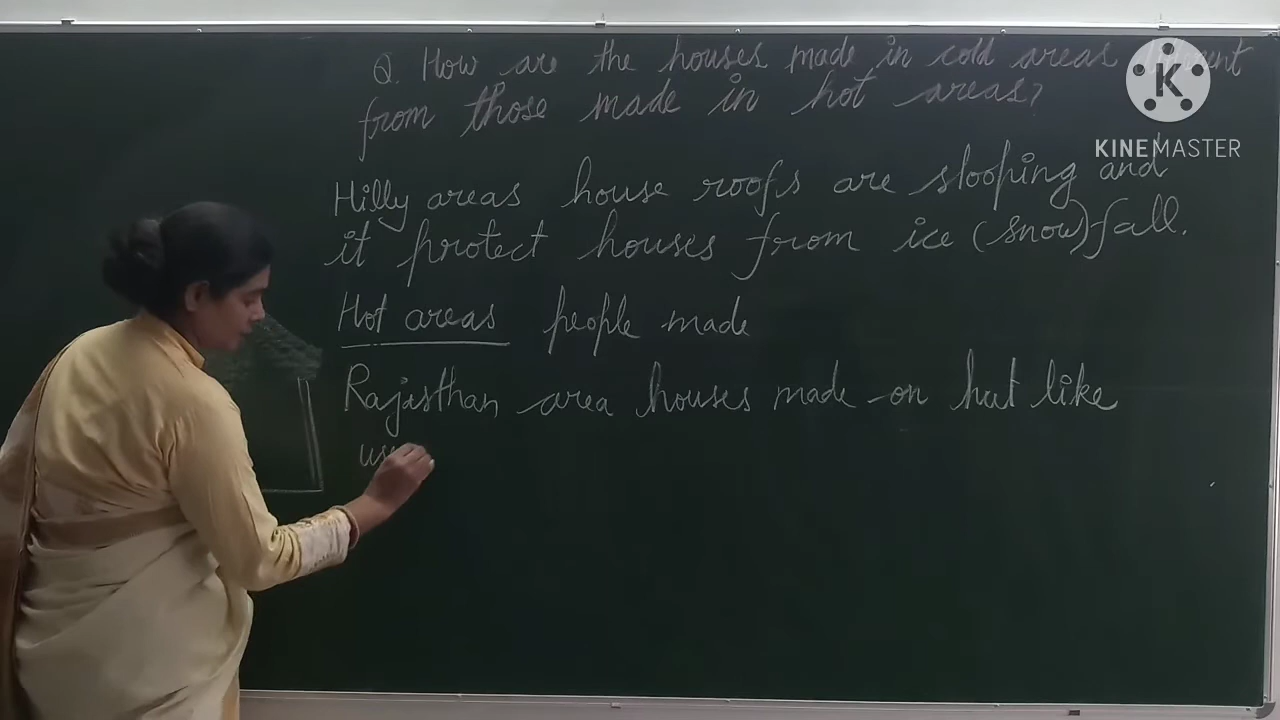 Q. How are the houses made in cold areas
from those made in hot areas?
KINEMASTER
Hilly areas house roofs are slooping and
it protect houses from ice (snow) fall.
Hot areas people made
Rajasthan area houses made on hut like